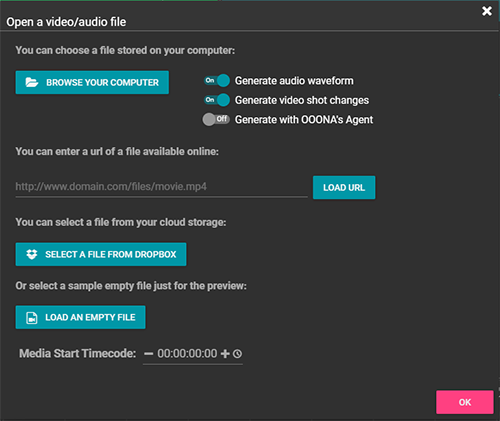 Open a video/audio file
You can choose a file stored on your computer:
BROWSE YOUR COMPUTER
On Generate audio waveform
On Generate video shot changes
Off Generate with OOONA's Agent
You can enter a url of a file available online:
http://www.domain.com/files/movie.mp4
LOAD URL
You can select a file from your cloud storage:
SELECT A FILE FROM DROPBOX
Or select a sample empty file just for the preview:
LOAD AN EMPTY FILE
Media Start Timecode: 00:00:00:00
OK